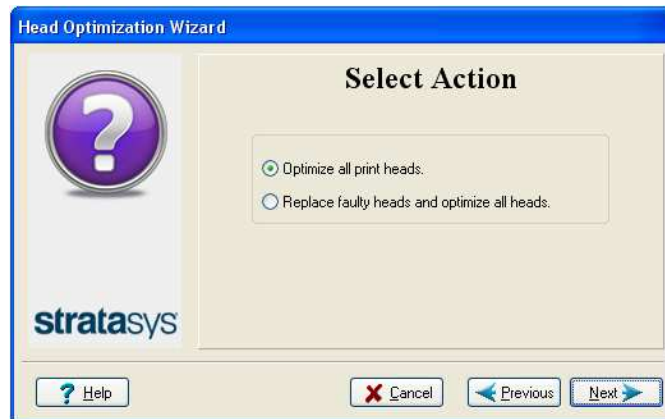 Head Optimization Wizard
Select Action
Optimize all print heads.
Replace faulty heads and optimize all heads.
stratasys
? Help
Cancel
Previous
Next